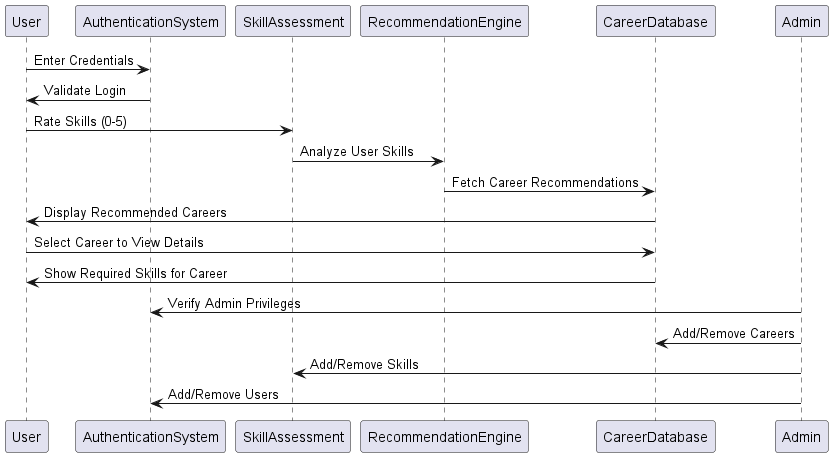 User AuthenticationSystem SkillAssessment RecommendationEngine CareerDatabase Admin
Enter Credentials
Validate Login
Rate Skills (0-5)
Analyze User Skills
Fetch Career Recommendations
Display Recommended Careers
Select Career to View Details
Show Required Skills for Career
Verify Admin Privileges
Add/Remove Careers
Add/Remove Skills
Add/Remove Users
User AuthenticationSystem SkillAssessment RecommendationEngine CareerDatabase Admin